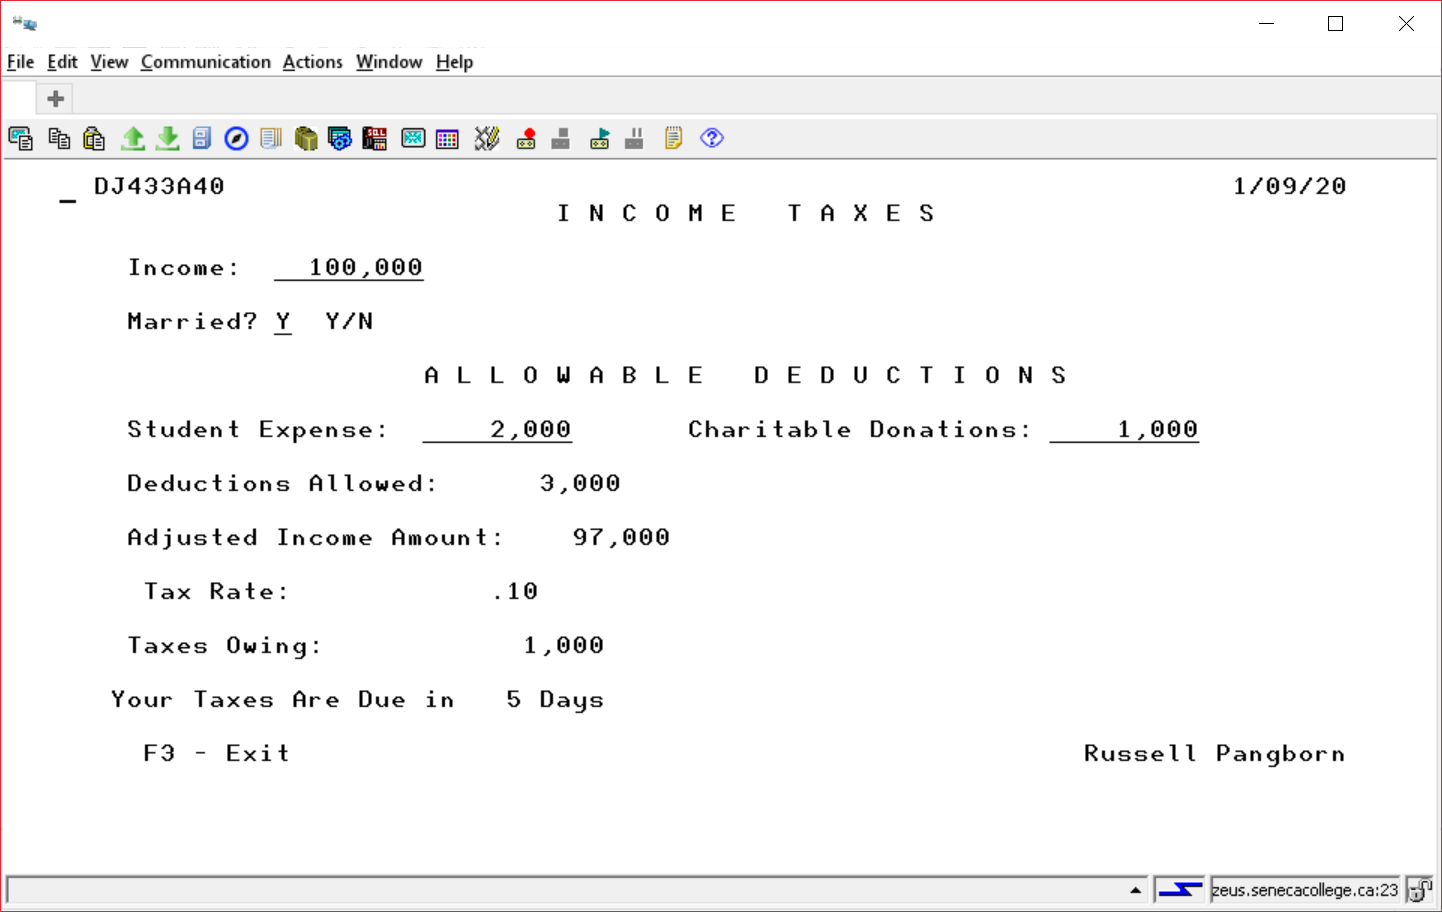 File Edit View Communication Actions Window Help
DJ433A40 1/09/20
I N C O M E T A X E S
Income: 100,000
Married? Y Y/N
A L L O W A B L E D E D U C T I O N S
Student Expense: 2,000 Charitable Donations: 1,000
Deductions Allowed: 3,000
Adjusted Income Amount: 97,000
Tax Rate: .10
Taxes Owing: 1,000
Your Taxes Are Due in 5 Days
F3 - Exit Russell Pangborn
zeus.senecacollege.ca:23